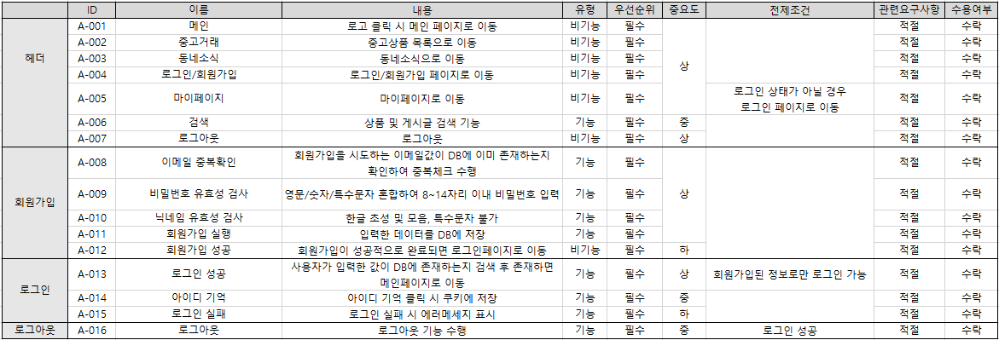 ID 이름 내용 유형 우선순위 중요도 전제조건 관련요구사항 수용여부
헤더
A-001 메인 로고 클릭 시 메인 페이지로 이동 비기능 필수 적절 수락
A-002 중고거래 중고상품 목록으로 이동 비기능 필수 적절 수락
A-003 동네소식 동네소식으로 이동 비기능 필수 적절 수락
상
A-004 로그인/회원가입 로그인/회원가입 페이지로 이동 비기능 필수 적절 수락
A-005 마이페이지 마이페이지로 이동 비기능 필수 로그인 상태가 아닐 경우
로그인 페이지로 이동 적절 수락
A-006 검색 상품 및 게시글 검색 기능 기능 필수 중 적절 수락
A-007 로그아웃 로그아웃 비기능 필수 상 적절 수락
회원가입
A-008 이메일 중복확인 회원가입을 시도하는 이메일값이 DB에 이미 존재하는지
확인하여 중복체크 수행 기능 필수 적절 수락
A-009 비밀번호 유효성 검사 영문/숫자/특수문자 혼합하여 8~14자리 이내 비밀번호 입력 기능 필수 상 적절 수락
A-010 닉네임 유효성 검사 한글 초성 및 모음, 특수문자 불가 기능 필수 적절 수락
A-011 회원가입 실행 입력한 데이터를 DB에 저장 기능 필수 적절 수락
A-012 회원가입 성공 회원가입이 성공적으로 완료되면 로그인페이지로 이동 비기능 필수 하 적절 수락
로그인
A-013 로그인 성공 사용자가 입력한 값이 DB에 존재하는지 검색 후 존재하면
메인페이지로 이동 기능 필수 상 회원가입된 정보로만 로그인 가능 적절 수락
A-014 아이디 기억 아이디 기억 클릭 시 쿠키에 저장 기능 필수 중 적절 수락
A-015 로그인 실패 로그인 실패 시 에러메세지 표시 기능 필수 하 적절 수락
로그아웃 A-016 로그아웃 로그아웃 기능 수행 기능 필수 중 로그인 성공 적절 수락